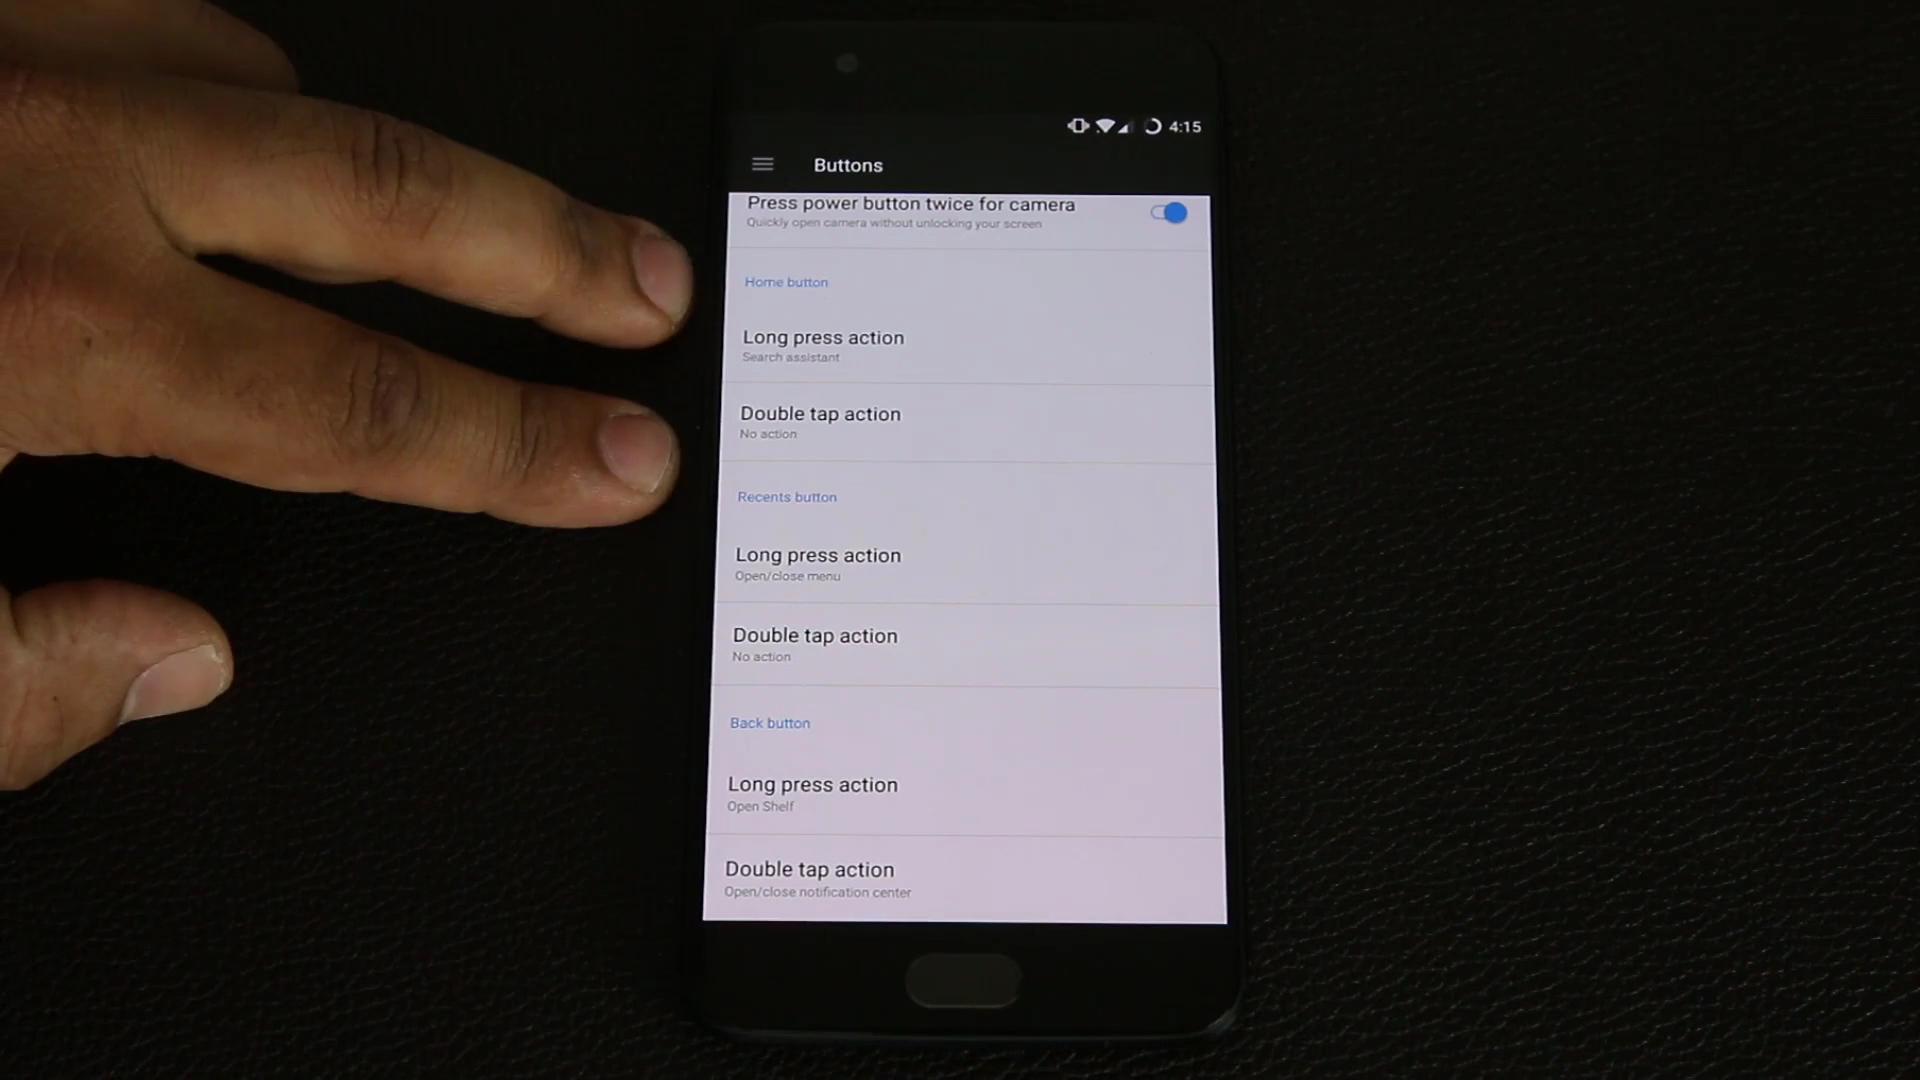 4:15
Buttons
Press power button twice for camera
Quickly open camera without unlocking your screen
Home button
Long press action
Search assistant
Double tap action
No action
Recents button
Long press action
Open/close menu
Double tap action
No action
Back button
Long press action
Open Shelf
Double tap action
Open/close notification center